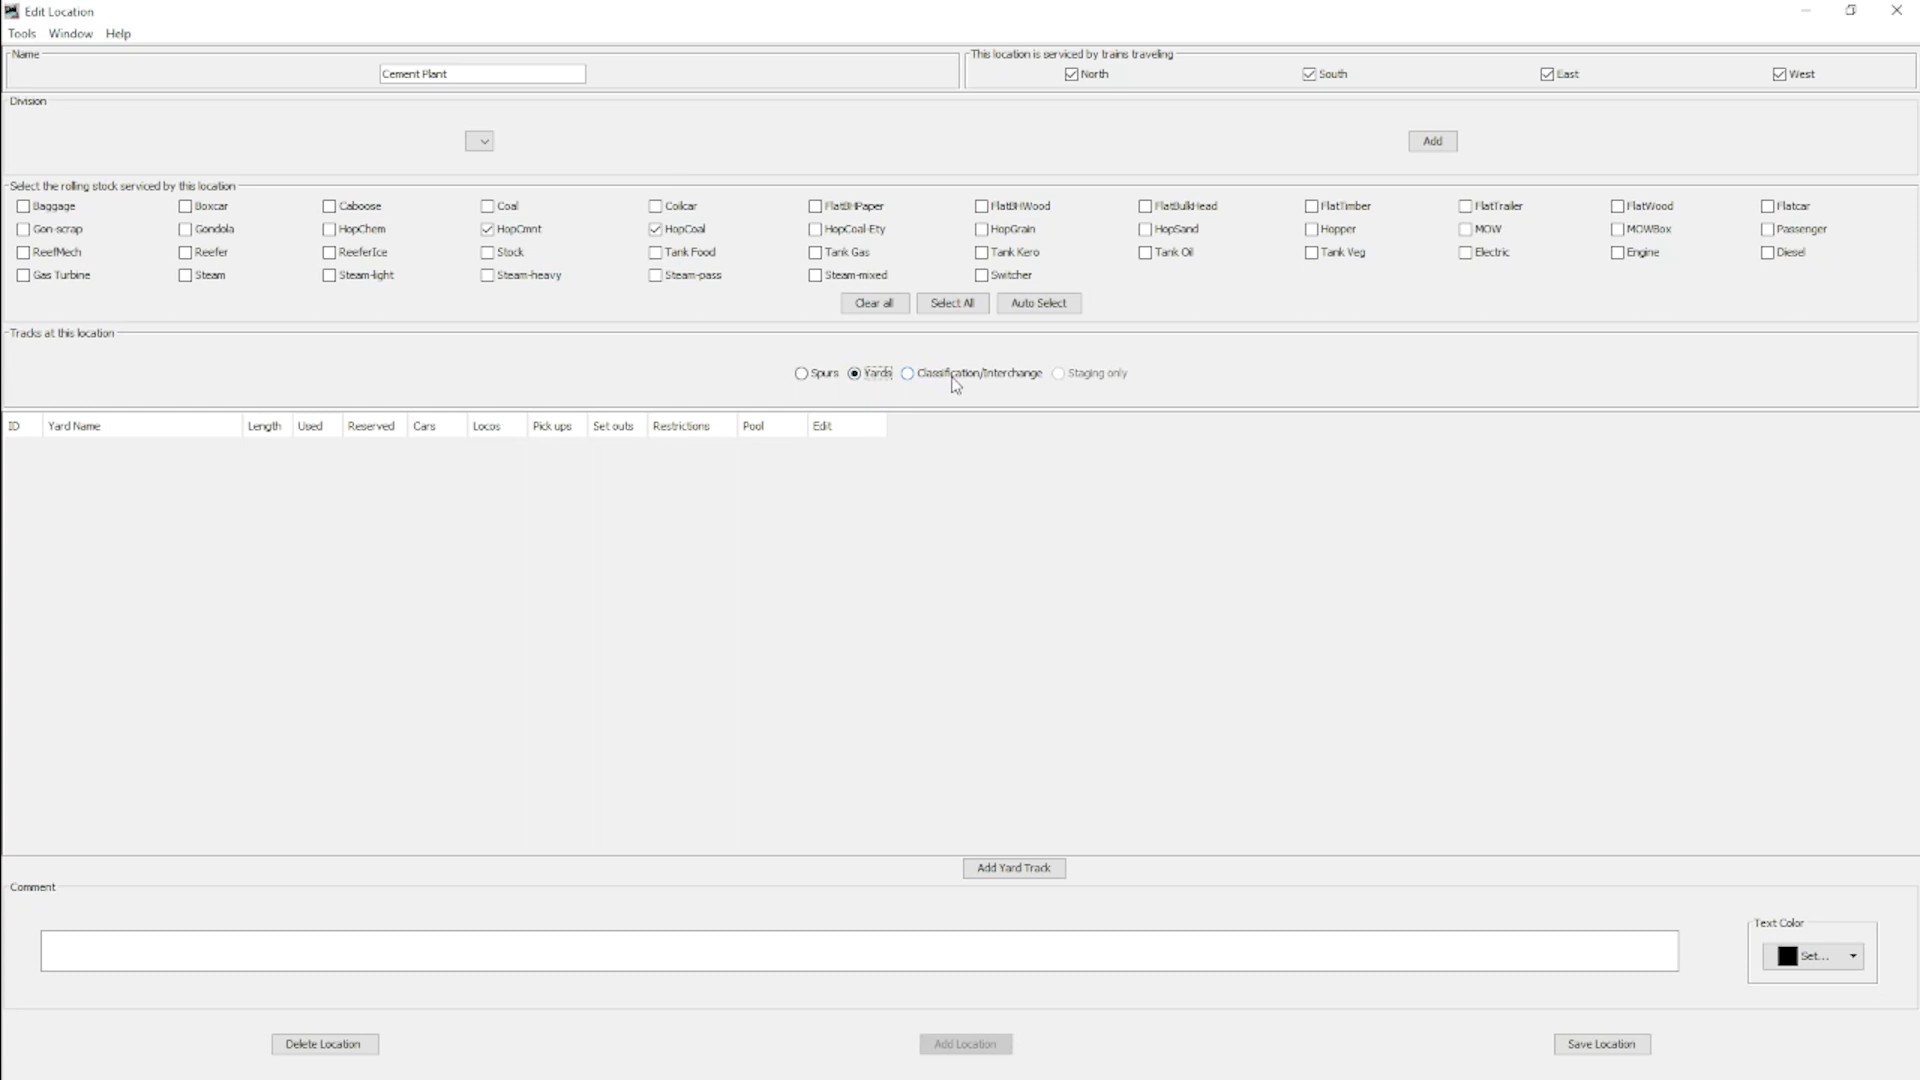 Edit Location
Tools Window Help
Name
Cement Plant
This location is serviced by trains traveling
North South East West
Division
Add
Select the rolling stock serviced by this location
Baggage Boxcar Caboose Coal Coilcar FlatBHPaper FlatBHWood FlatBulkHead FlatTimber FlatTrailer FlatWood Flatcar
Gon-scrap Gondola HopChem HopCmnt HopCoal HopCoal-Ety HopGrain HopSand Hopper MOW MOWBox Passenger
ReefMech Reefer ReeferIce Stock Tank Food Tank Gas Tank Kero Tank Oil Tank Veg Electric Engine Diesel
Gas Turbine Steam Steam-light Steam-heavy Steam-pass Steam-mixed Switcher
Clear all Select All Auto Select
Tracks at this location
Spurs Yards Classification/Interchange Staging only
ID Yard Name Length Used Reserved Cars Locos Pick ups Set outs Restrictions Pool Edit
Add Yard Track
Comment
Text Color
Set...
Delete Location Add Location Save Location